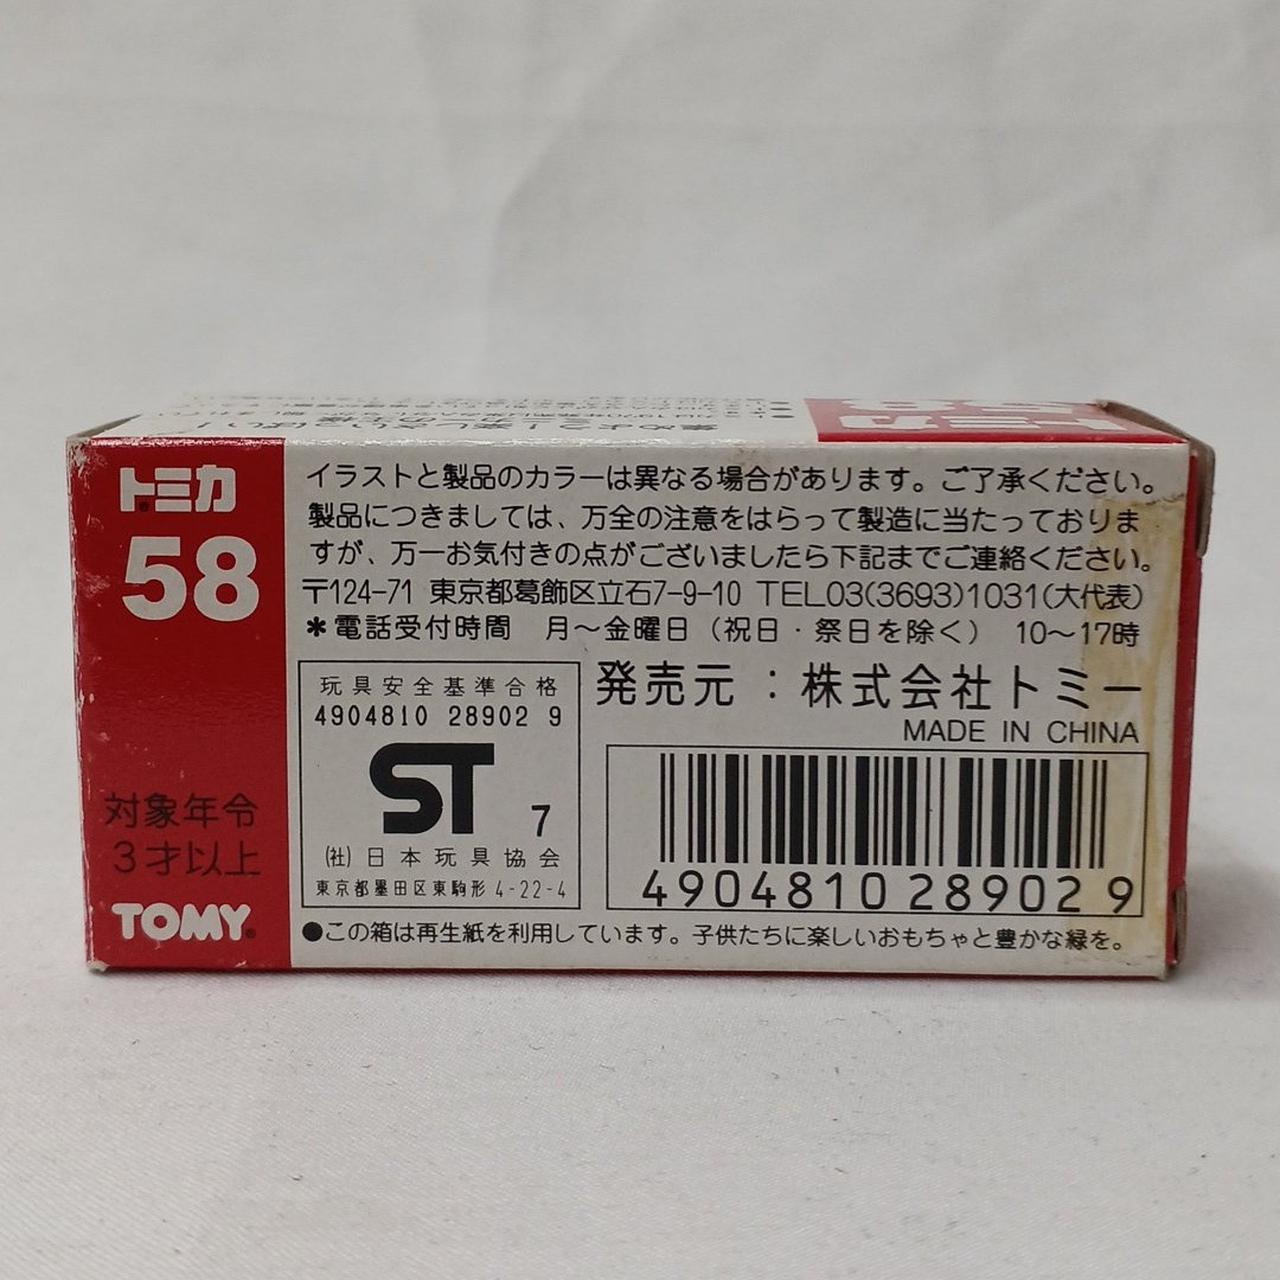 トミカ
58
対象年令
3才以上
TOMY
イラストと製品のカラーは異なる場合があります。ご了承ください。
製品につきましては、万全の注意をはらって製造に当たっておりま
すが、万一お気付きの点がございましたら下記までご連絡ください。
〒124-71 東京都葛飾区立石7-9-10 TEL03(3693)1031(大代表)
＊電話受付時間 月〜金曜日（祝日・祭日を除く） 10〜17時
玩具安全基準合格
4904810 28902 9
ST 7
(社)日本玩具協会
東京都墨田区東駒形 4-22-4
発売元：株式会社トミー
MADE IN CHINA
4904810 28902 9
●この箱は再生紙を利用しています。子供たちに楽しいおもちゃと豊かな緑を。